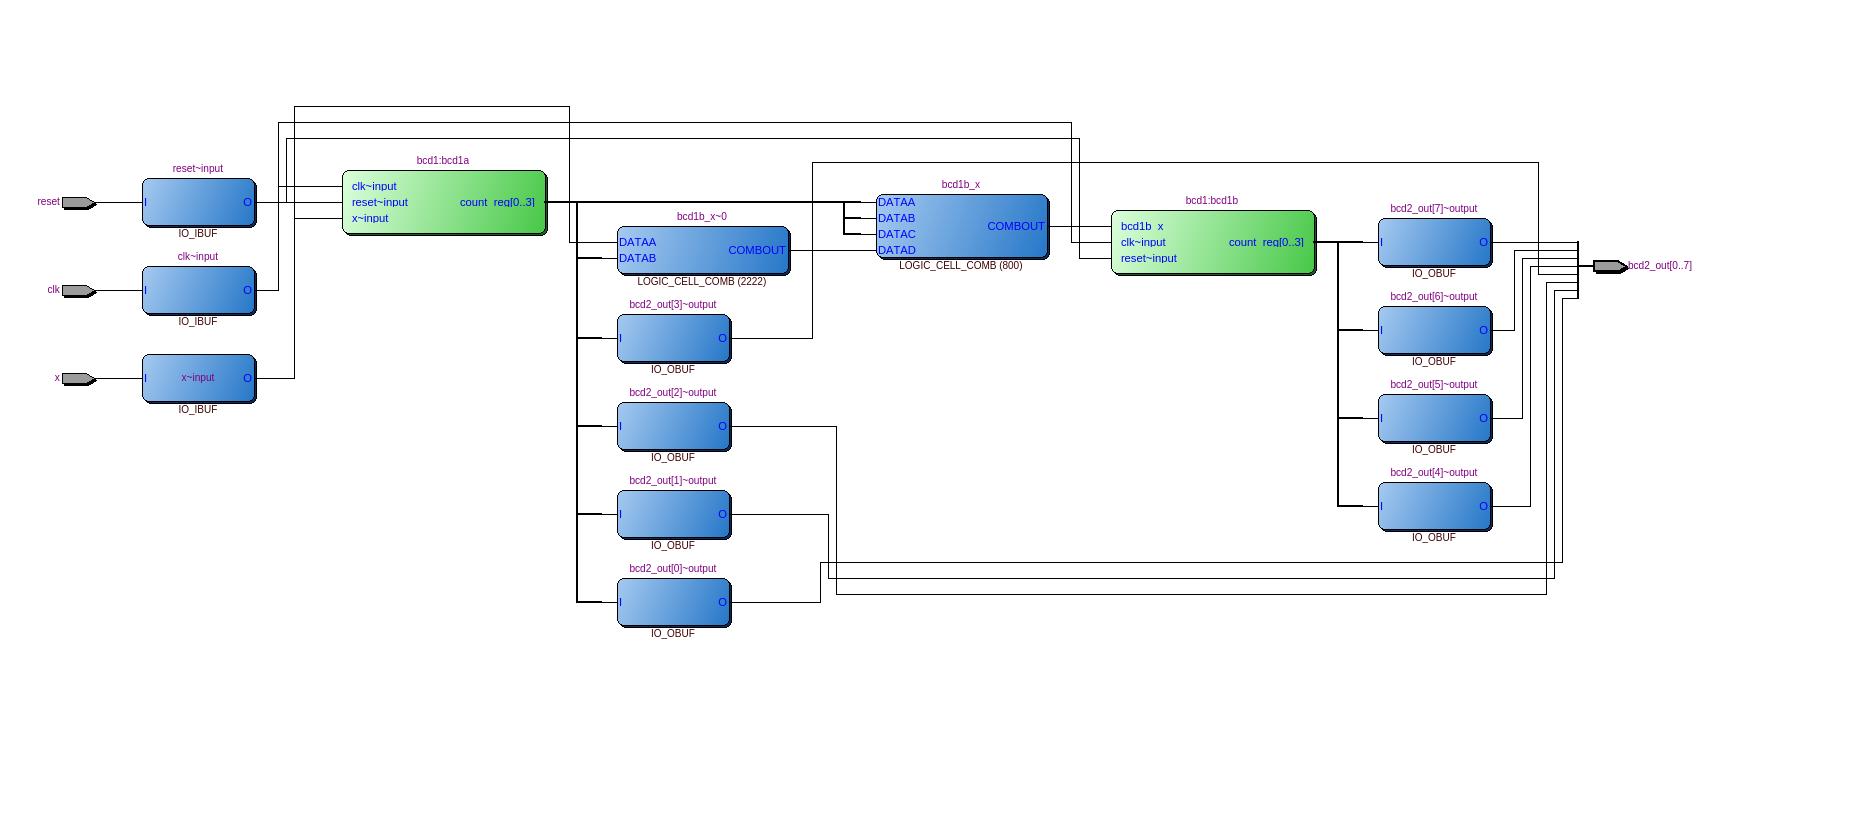 reset
clk
x
reset~input
I
O
IO_IBUF
clk~input
I
O
IO_IBUF
I
x~input
O
IO_IBUF
bcd1:bcd1a
clk~input
reset~input
x~input
count_reg[0..3]
bcd1b_x~0
DATAA
DATAB
COMBOUT
LOGIC_CELL_COMB (2222)
bcd2_out[3]~output
I
O
IO_OBUF
bcd2_out[2]~output
I
O
IO_OBUF
bcd2_out[1]~output
I
O
IO_OBUF
bcd2_out[0]~output
I
O
IO_OBUF
bcd1b_x
DATAA
DATAB
DATAC
DATAD
COMBOUT
LOGIC_CELL_COMB (800)
bcd1:bcd1b
bcd1b_x
clk~input
reset~input
count_reg[0..3]
bcd2_out[7]~output
I
O
IO_OBUF
bcd2_out[6]~output
I
O
IO_OBUF
bcd2_out[5]~output
I
O
IO_OBUF
bcd2_out[4]~output
I
O
IO_OBUF
bcd2_out[0..7]